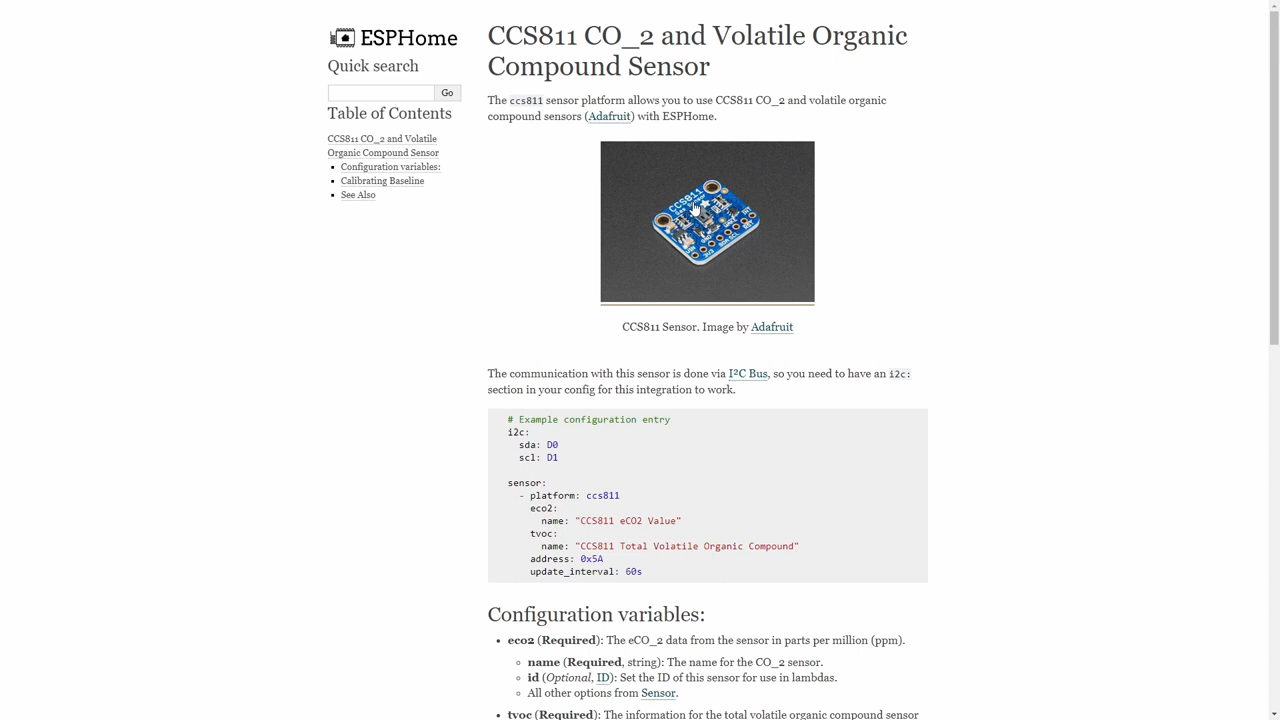 ESPHome
Quick search
Go
Table of Contents
CCS811 CO_2 and Volatile
Organic Compound Sensor
Configuration variables:
Calibrating Baseline
See Also
CCS811 CO_2 and Volatile Organic
Compound Sensor
The ccs811 sensor platform allows you to use CCS811 CO_2 and volatile organic
compound sensors (Adafruit) with ESPHome.
CCS811
CCS811 Sensor. Image by Adafruit
The communication with this sensor is done via I²C Bus, so you need to have an i2c:
section in your config for this integration to work.
# Example configuration entry
i2c:
sda: D0
scl: D1
sensor:
- platform: ccs811
eco2:
name: "CCS811 eCO2 Value"
tvoc:
name: "CCS811 Total Volatile Organic Compound"
address: 0x5A
update_interval: 60s
Configuration variables:
eco2 (Required): The eCO_2 data from the sensor in parts per million (ppm).
name (Required, string): The name for the CO_2 sensor.
id (Optional, ID): Set the ID of this sensor for use in lambdas.
All other options from Sensor.
tvoc (Required): The information for the total volatile organic compound sensor